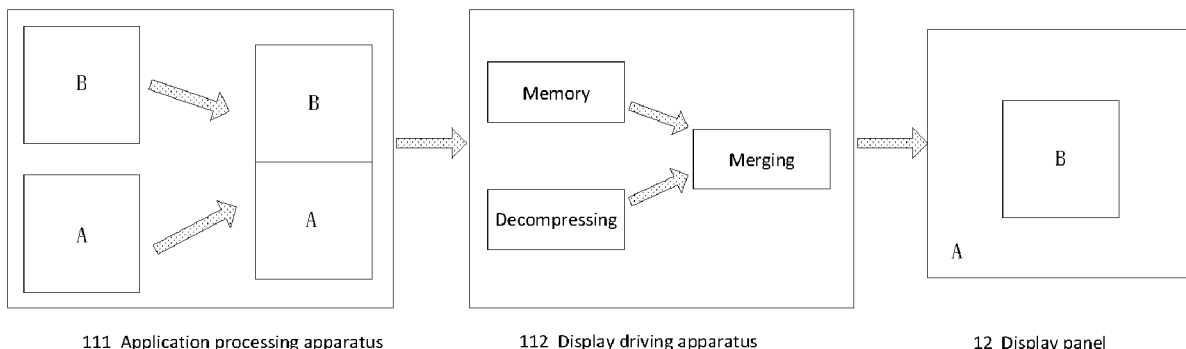 B
A
B
A
Memory
Decompressing
Merging
B
A
111 Application processing apparatus
112 Display driving apparatus
12 Display panel